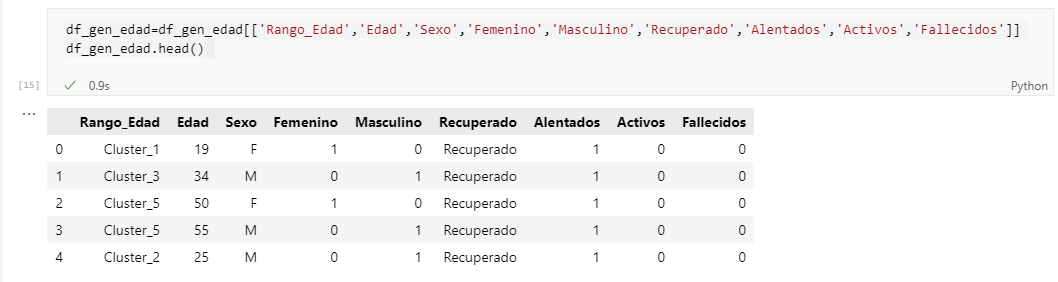 df_gen_edad=df_gen_edad[['Rango_Edad','Edad','Sexo','Femenino','Masculino','Recuperado','Alentados','Activos','Fallecidos']]
df_gen_edad.head()
[15] ✓ 0.9s Python
...
Rango_Edad Edad Sexo Femenino Masculino Recuperado Alentados Activos Fallecidos
0 Cluster_1 19 F 1 0 Recuperado 1 0 0
1 Cluster_3 34 M 0 1 Recuperado 1 0 0
2 Cluster_5 50 F 1 0 Recuperado 1 0 0
3 Cluster_5 55 M 0 1 Recuperado 1 0 0
4 Cluster_2 25 M 0 1 Recuperado 1 0 0